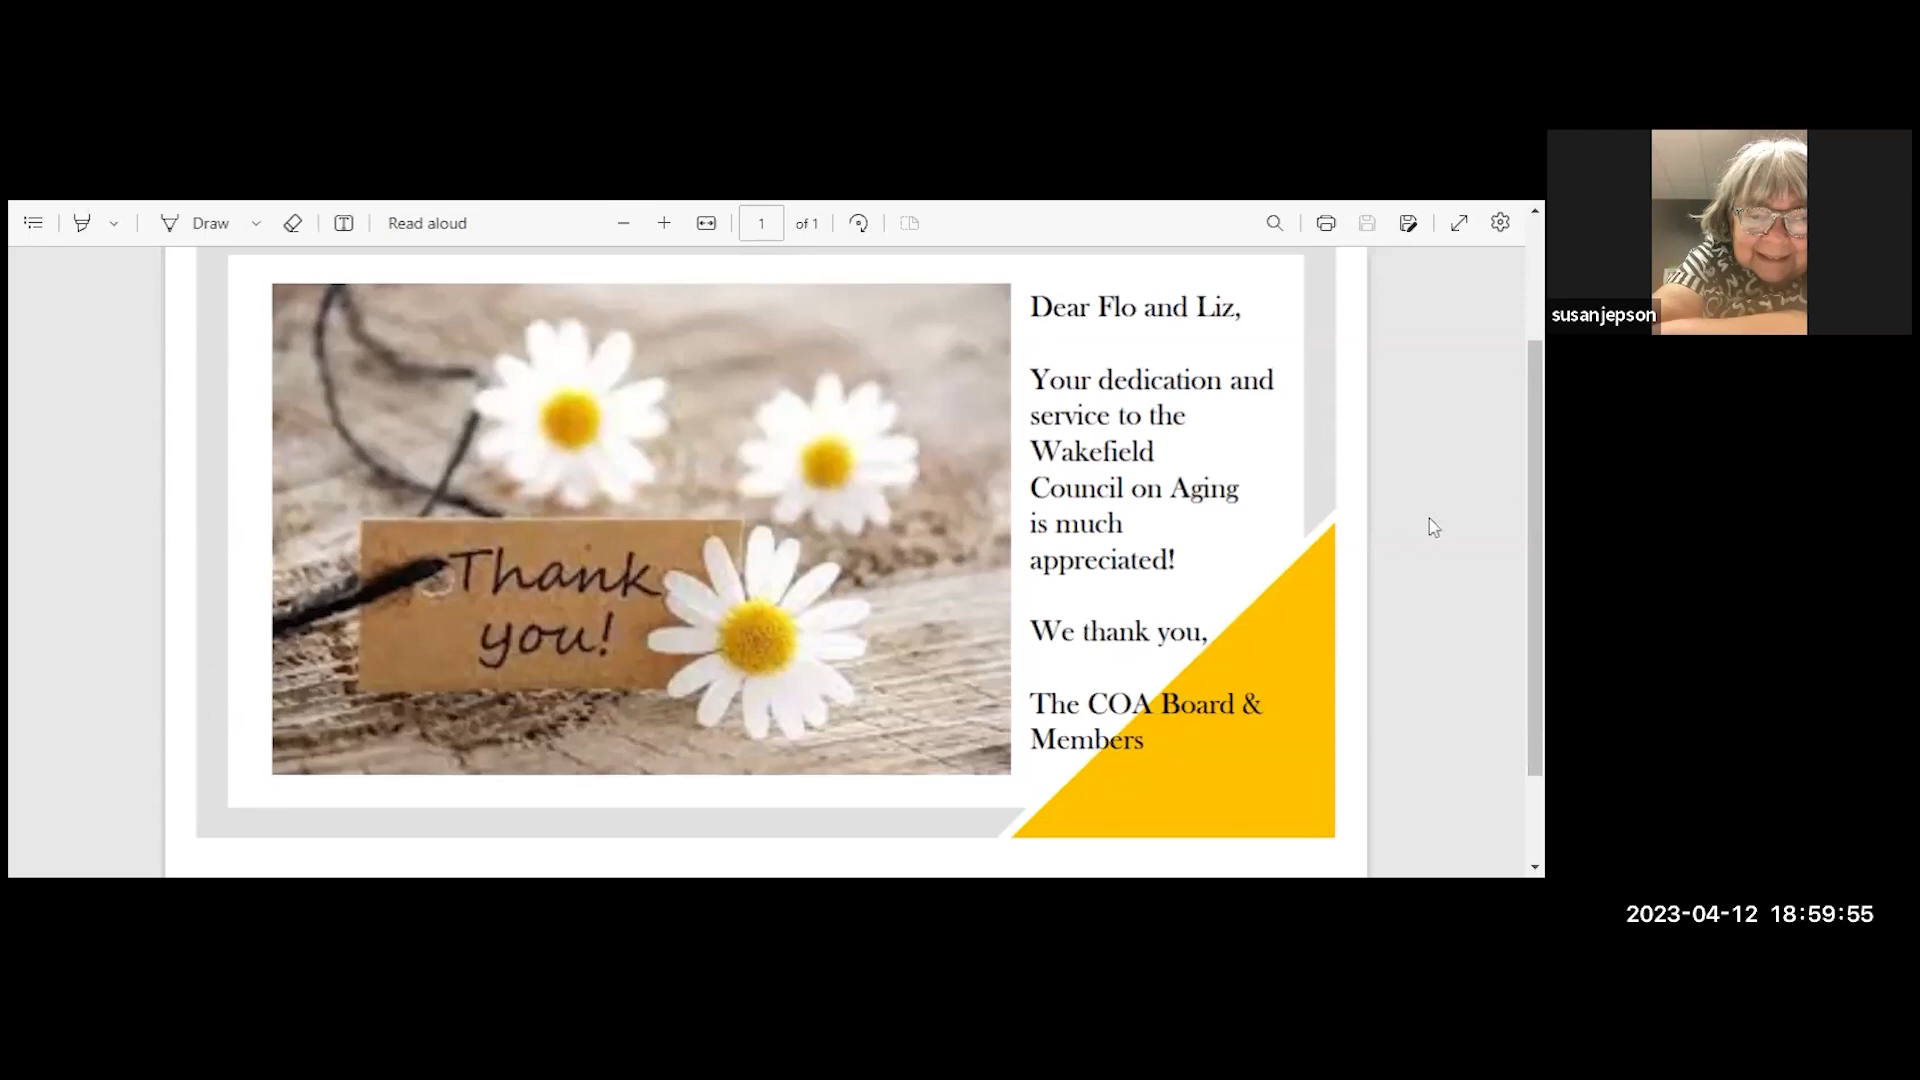 Draw
Read aloud
1
of 1
Thank
you!
Dear Flo and Liz,
Your dedication and
service to the
Wakefield
Council on Aging
is much
appreciated!
We thank you,
The COA Board &
Members
susanjepson
2023-04-12 18:59:55